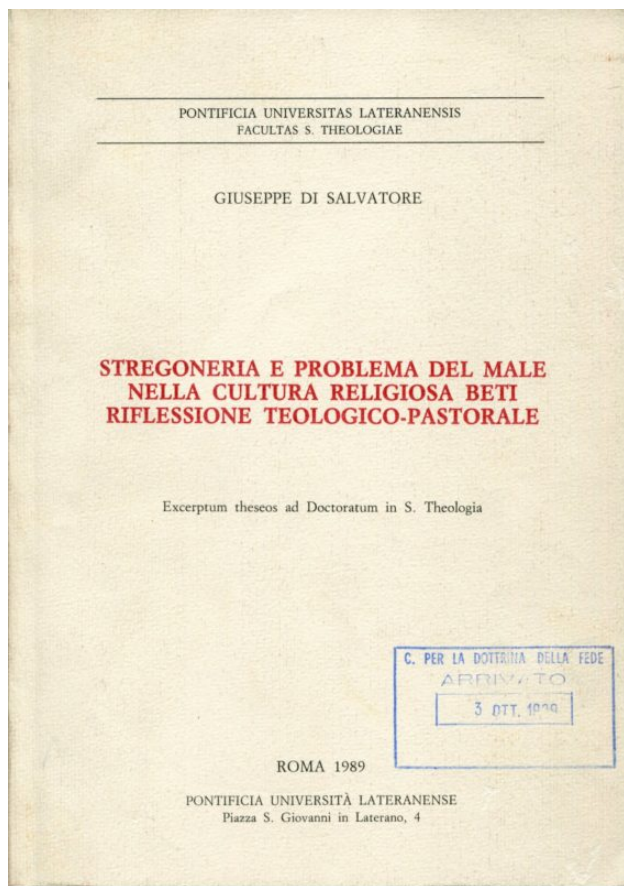 PONTIFICIA UNIVERSITAS LATERANENSIS
FACULTAS S. THEOLOGIAE
GIUSEPPE DI SALVATORE
STREGONERIA E PROBLEMA DEL MALE
NELLA CULTURA RELIGIOSA BETI
RIFLESSIONE TEOLOGICO-PASTORALE
Excerptum theseos ad Doctoratum in S. Theologia
C. PER LA DOTTRINA DELLA FEDE
ARRIVATO
3 OTT. 1989
ROMA 1989
PONTIFICIA UNIVERSITÀ LATERANENSE
Piazza S. Giovanni in Laterano, 4